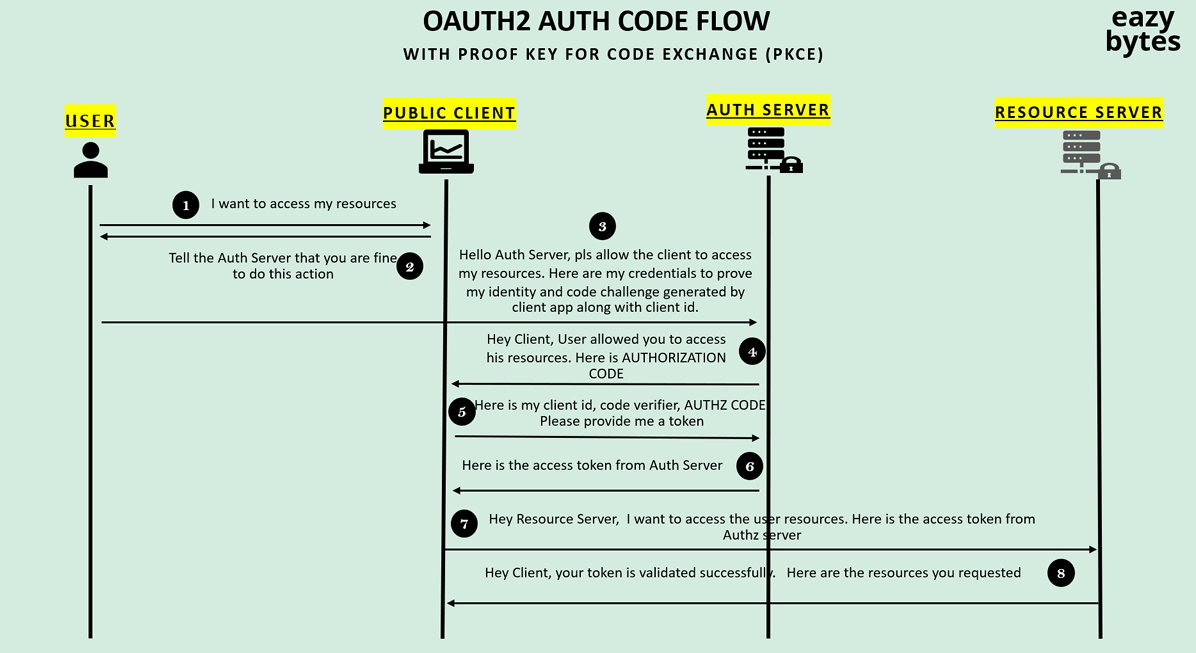 OAUTH2 AUTH CODE FLOW
WITH PROOF KEY FOR CODE EXCHANGE (PKCE)
eazy
bytes
USER
PUBLIC CLIENT
AUTH SERVER
RESOURCE SERVER
1 I want to access my resources
Tell the Auth Server that you are fine
to do this action
2
3
Hello Auth Server, pls allow the client to access
my resources. Here are my credentials to prove
my identity and code challenge generated by
client app along with client id.
Hey Client, User allowed you to access
his resources. Here is AUTHORIZATION
CODE
4
5 Here is my client id, code verifier, AUTHZ CODE
Please provide me a token
Here is the access token from Auth Server 6
7 Hey Resource Server, I want to access the user resources. Here is the access token from
Authz server
Hey Client, your token is validated successfully. Here are the resources you requested 8